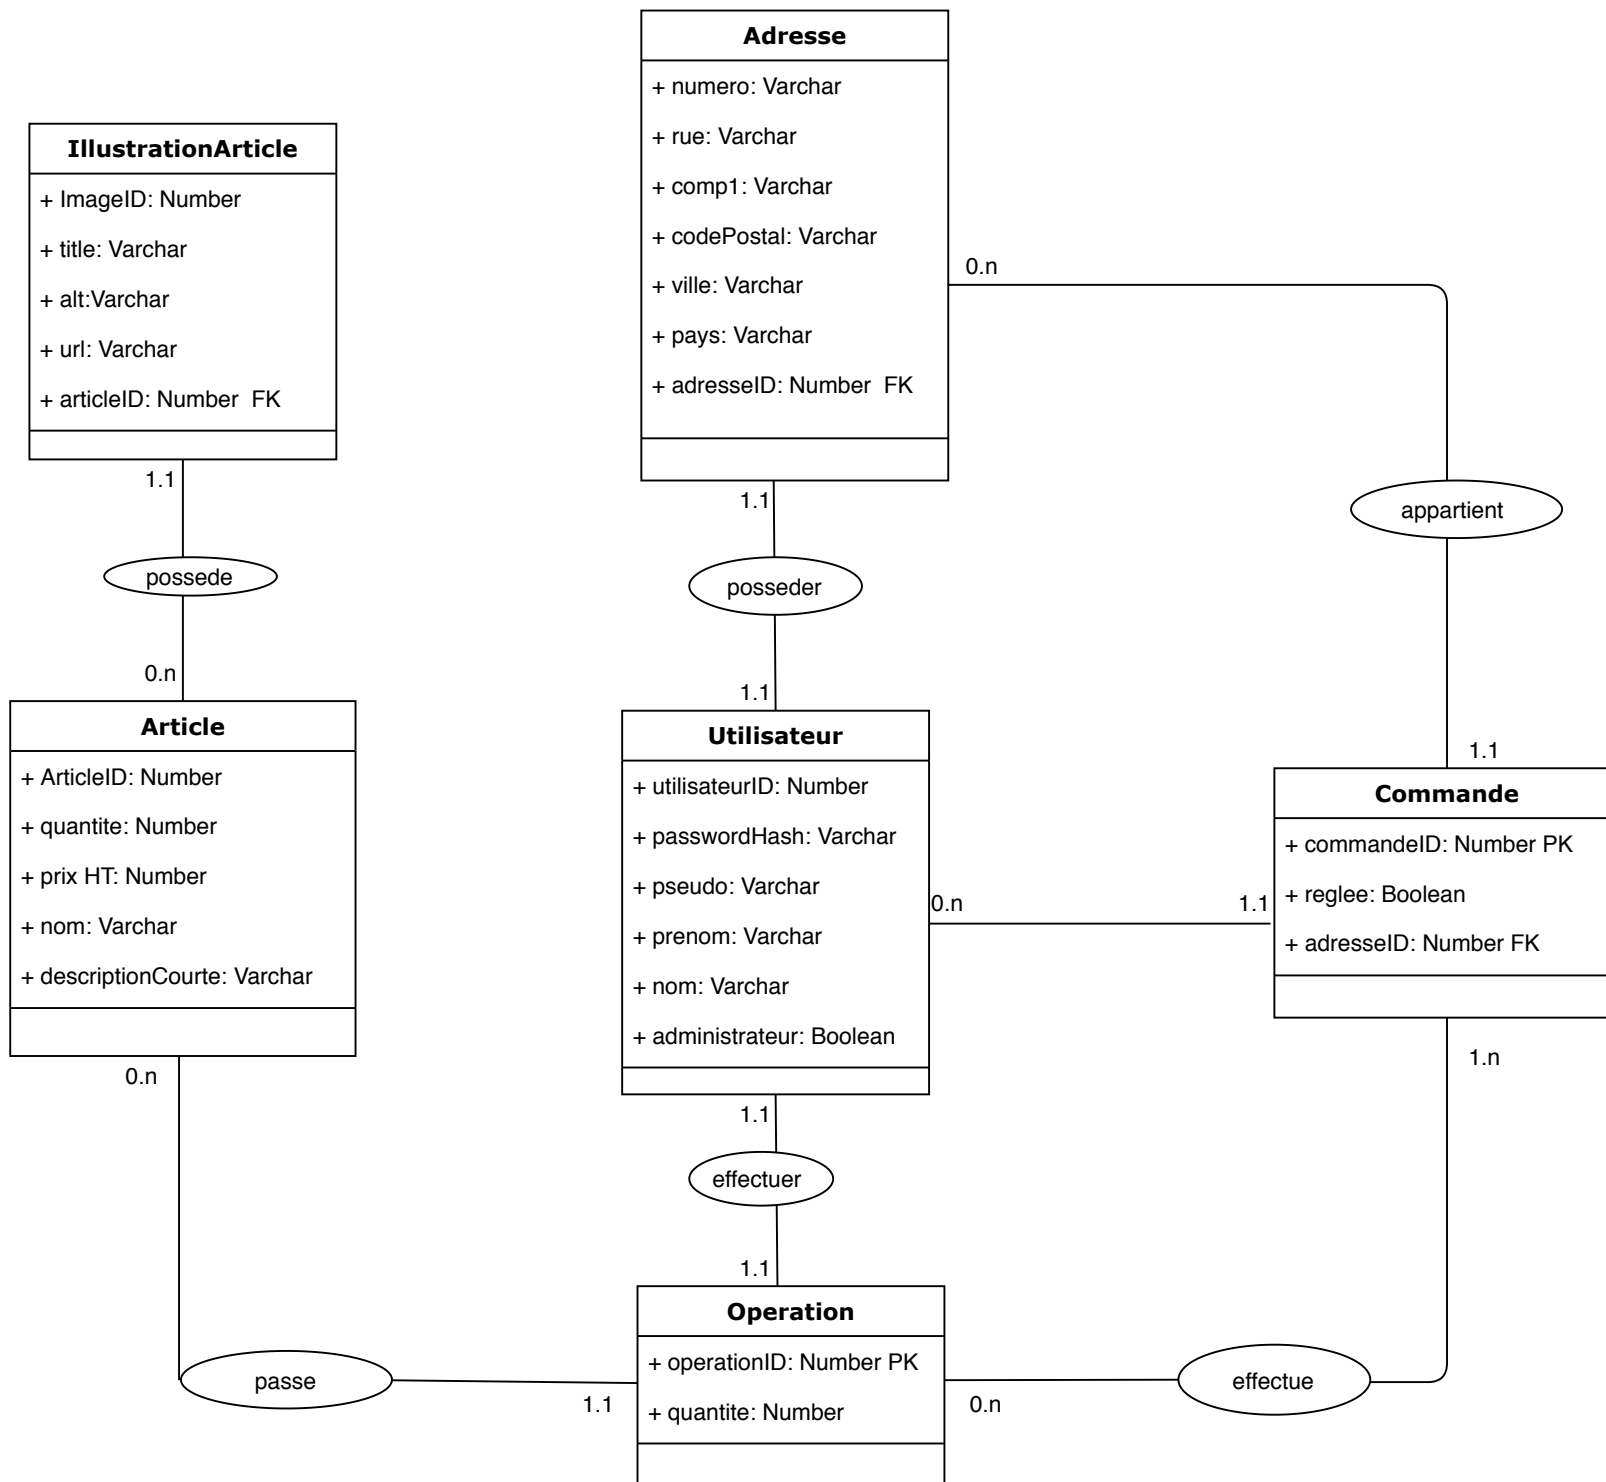 Adresse
+ numero: Varchar
+ rue: Varchar
+ comp1: Varchar
+ codePostal: Varchar
+ ville: Varchar
+ pays: Varchar
+ adresseID: Number  FK
IllustrationArticle
+ ImageID: Number
+ title: Varchar
+ alt:Varchar
+ url: Varchar
+ articleID: Number  FK
0.n
1.1
1.1
possede
posseder
appartient
0.n
1.1
1.1
Article
+ ArticleID: Number
+ quantite: Number
+ prix HT: Number
+ nom: Varchar
+ descriptionCourte: Varchar
Utilisateur
+ utilisateurID: Number
+ passwordHash: Varchar
+ pseudo: Varchar
+ prenom: Varchar
+ nom: Varchar
+ administrateur: Boolean
0.n
1.1
Commande
+ commandeID: Number PK
+ reglee: Boolean
+ adresseID: Number FK
0.n
1.1
1.n
effectuer
1.1
Operation
+ operationID: Number PK
+ quantite: Number
passe
1.1
0.n
effectue